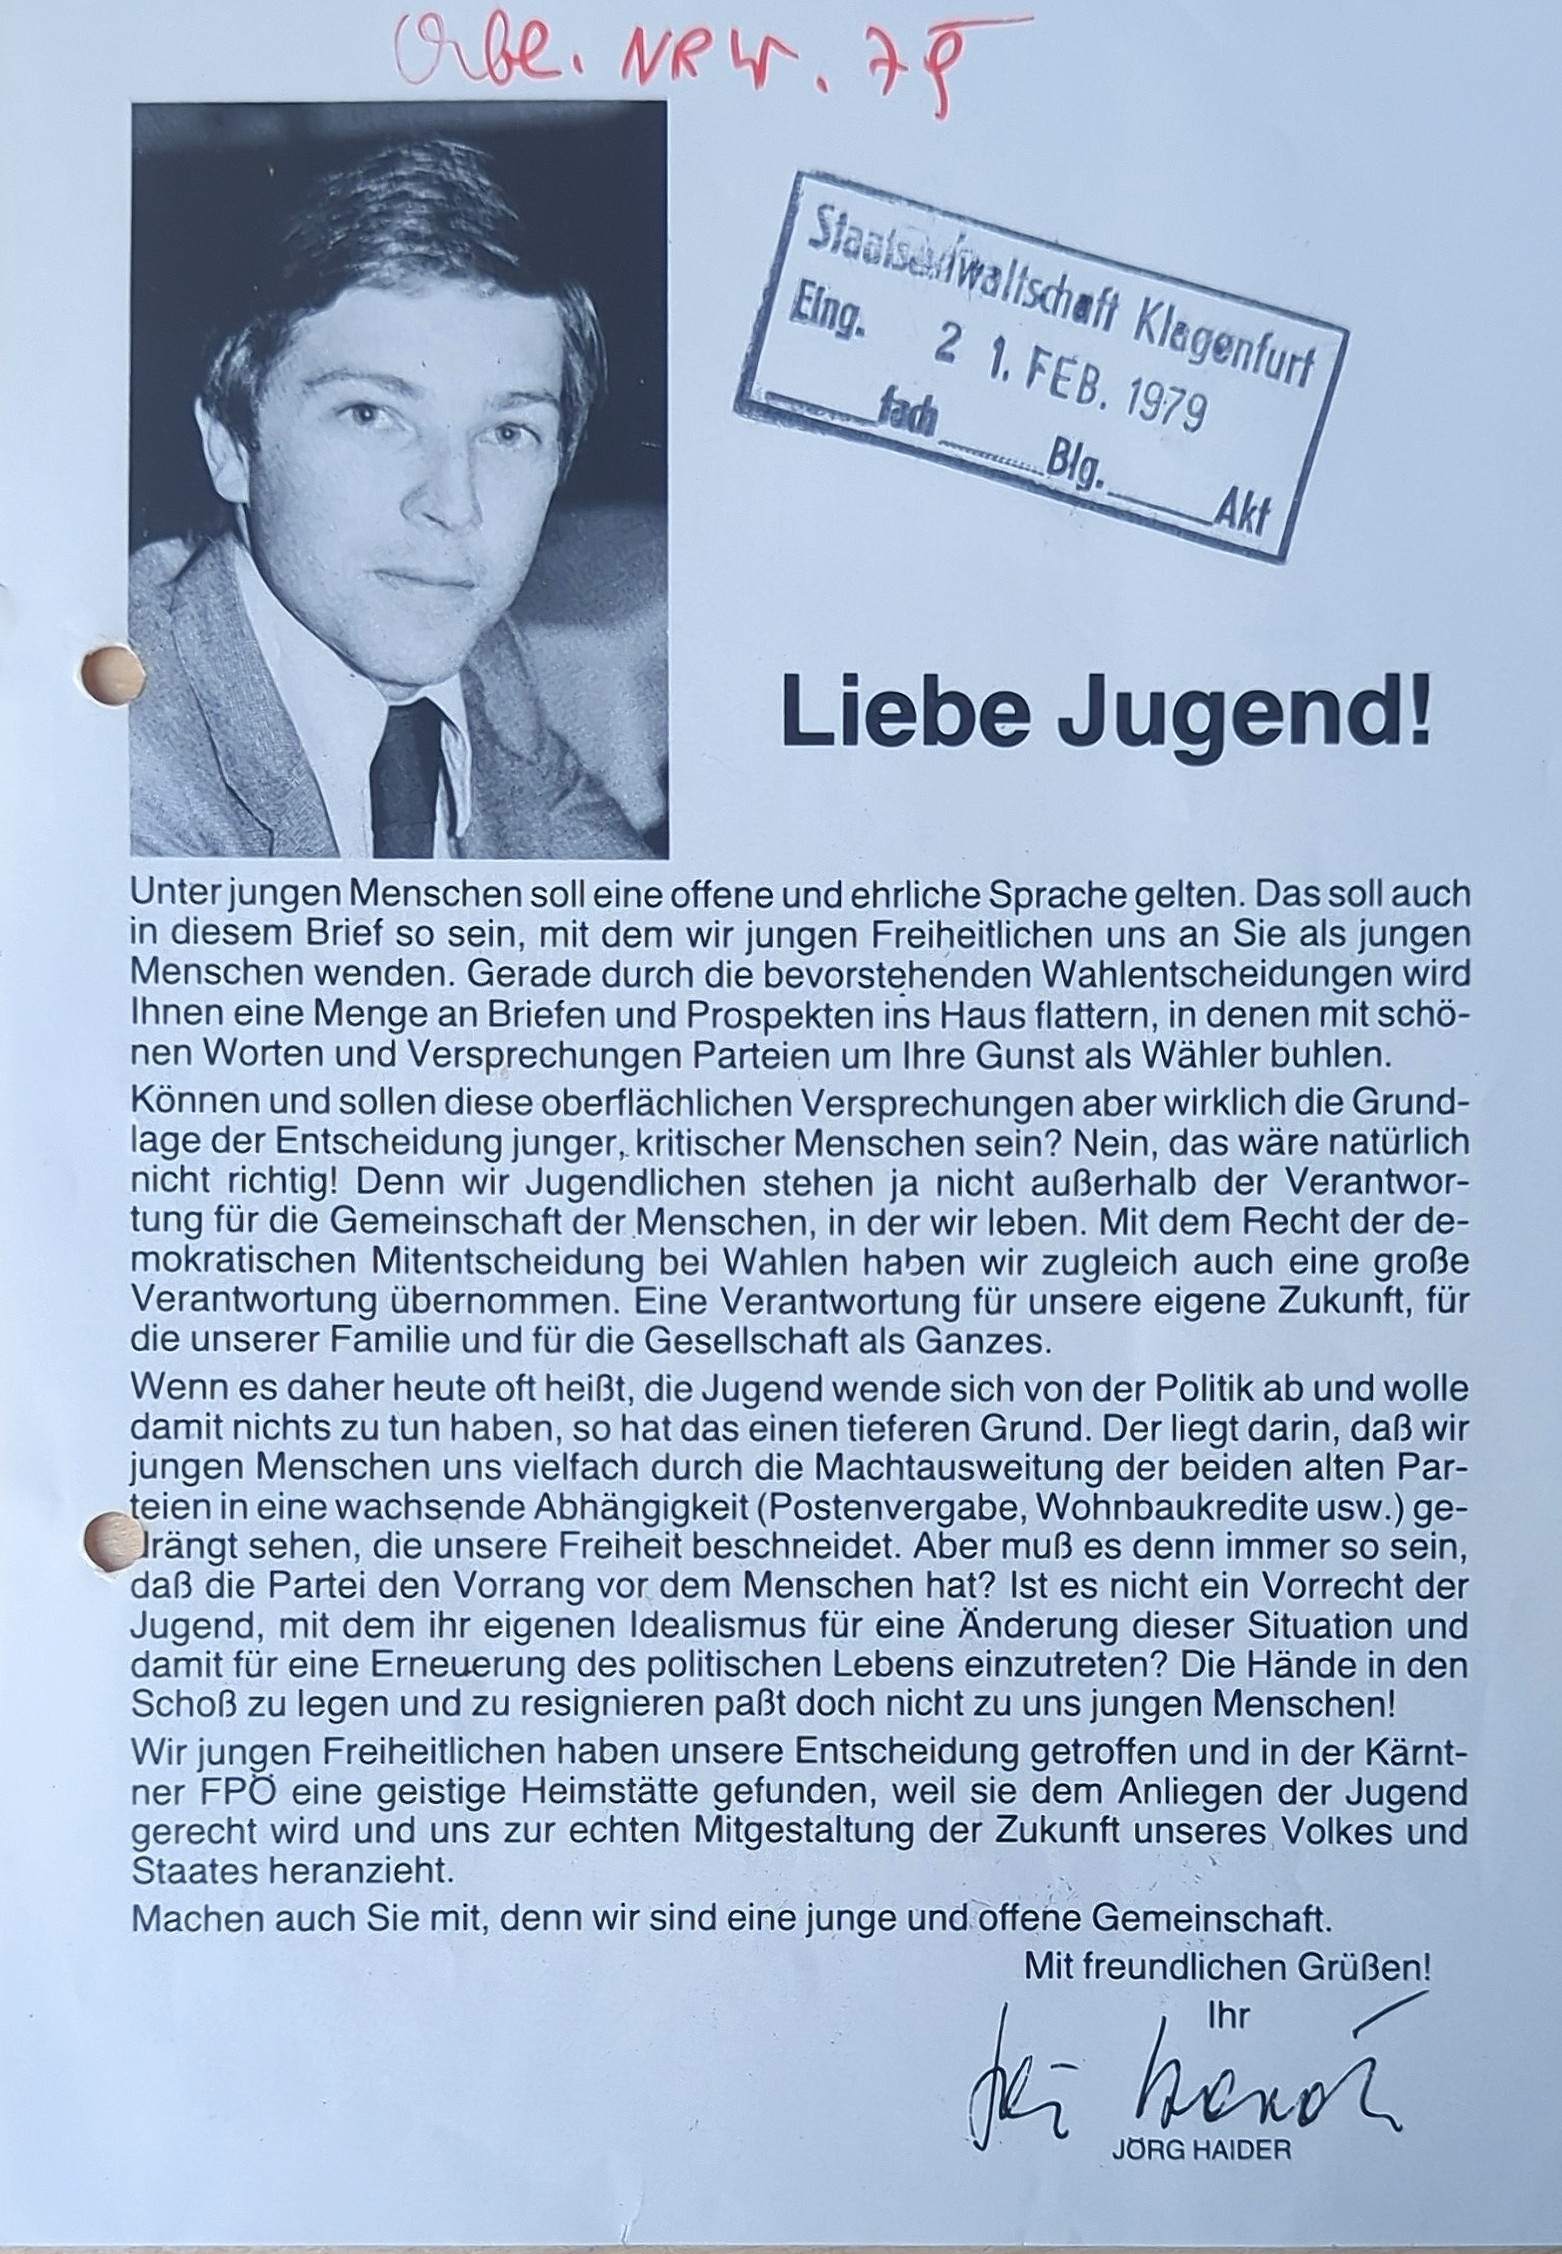 NRW. 79
Staatsanwaltschaft Klagenfurt
Eing. 21. FEB. 1979
fach Blg. Akt
Liebe Jugend!
Unter jungen Menschen soll eine offene und ehrliche Sprache gelten. Das soll auch
in diesem Brief so sein, mit dem wir jungen Freiheitlichen uns an Sie als jungen
Menschen wenden. Gerade durch die bevorstehenden Wahlentscheidungen wird
Ihnen eine Menge an Briefen und Prospekten ins Haus flattern, in denen mit schö-
nen Worten und Versprechungen Parteien um Ihre Gunst als Wähler buhlen.
Können und sollen diese oberflächlichen Versprechungen aber wirklich die Grund-
lage der Entscheidung junger, kritischer Menschen sein? Nein, das wäre natürlich
nicht richtig! Denn wir Jugendlichen stehen ja nicht außerhalb der Verantwor-
tung für die Gemeinschaft der Menschen, in der wir leben. Mit dem Recht der de-
mokratischen Mitentscheidung bei Wahlen haben wir zugleich auch eine große
Verantwortung übernommen. Eine Verantwortung für unsere eigene Zukunft, für
die unserer Familie und für die Gesellschaft als Ganzes.
Wenn es daher heute oft heißt, die Jugend wende sich von der Politik ab und wolle
damit nichts zu tun haben, so hat das einen tieferen Grund. Der liegt darin, daß wir
jungen Menschen uns vielfach durch die Machtausweitung der beiden alten Par-
teien in eine wachsende Abhängigkeit (Postenvergabe, Wohnbaukredite usw.) ge-
drängt sehen, die unsere Freiheit beschneidet. Aber muß es denn immer so sein,
daß die Partei den Vorrang vor dem Menschen hat? Ist es nicht ein Vorrecht der
Jugend, mit dem ihr eigenen Idealismus für eine Änderung dieser Situation und
damit für eine Erneuerung des politischen Lebens einzutreten? Die Hände in den
Schoß zu legen und zu resignieren paßt doch nicht zu uns jungen Menschen!
Wir jungen Freiheitlichen haben unsere Entscheidung getroffen und in der Kärnt-
ner FPÖ eine geistige Heimstätte gefunden, weil sie dem Anliegen der Jugend
gerecht wird und uns zur echten Mitgestaltung der Zukunft unseres Volkes und
Staates heranzieht.
Machen auch Sie mit, denn wir sind eine junge und offene Gemeinschaft.
Mit freundlichen Grüßen!
Ihr
JÖRG HAIDER